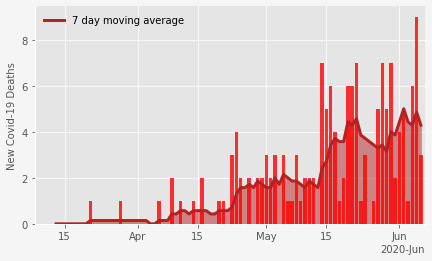 7 day moving average
New Covid-19 Deaths
8
6
4
2
0
15
Apr
15
May
15
Jun
2020-Jun